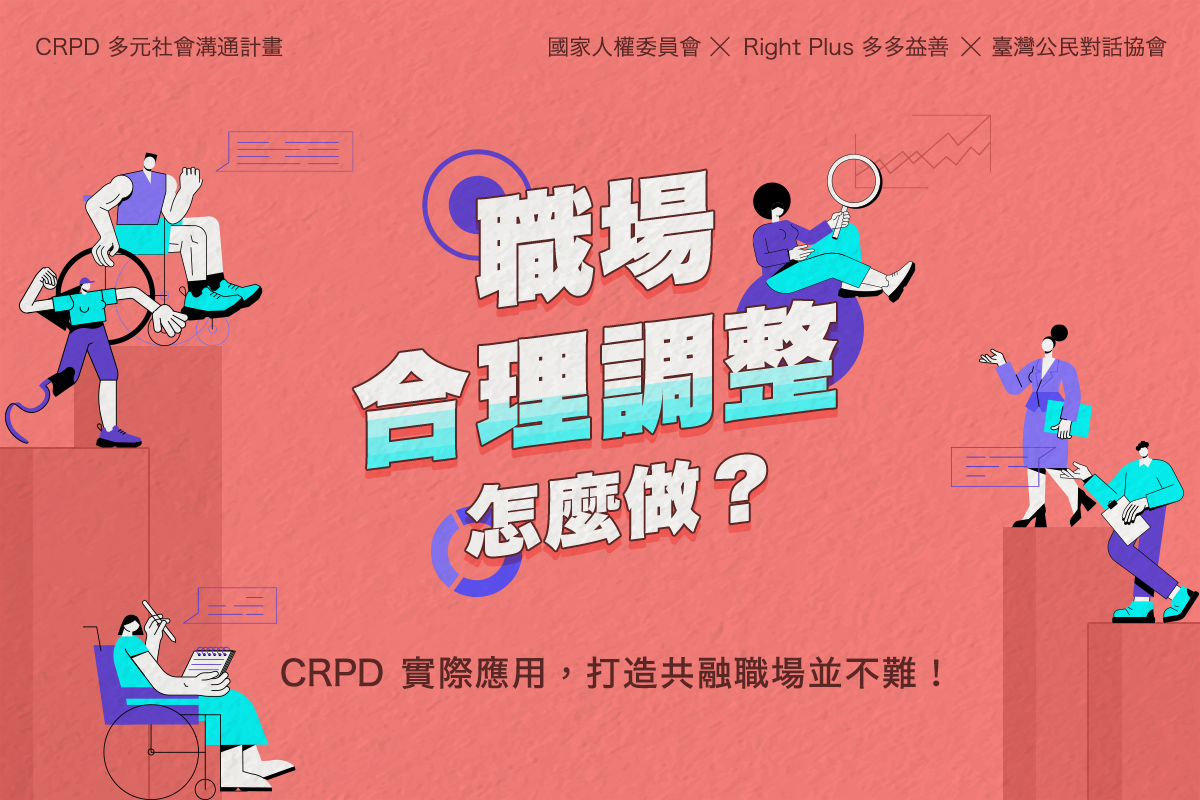 CRPD 多元社會溝通計畫
國家人權委員會 × Right Plus 多多益善 × 臺灣公民對話協會
職場
合理調整
怎麼做？
CRPD 實際應用，打造共融職場並不難！